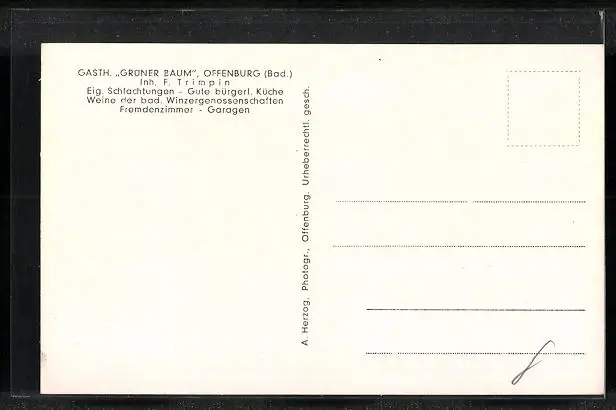 GASTH. „GRÜNER BAUM", OFFENBURG (Bad.)
Inh. F. Trimpin
Eig. Schlachtungen - Gute bürgerl. Küche
Weine der bad. Winzergenossenschaften
Fremdenzimmer - Garagen
A. Herzog, Photogr., Offenburg. Urheberrechtl. gesch.